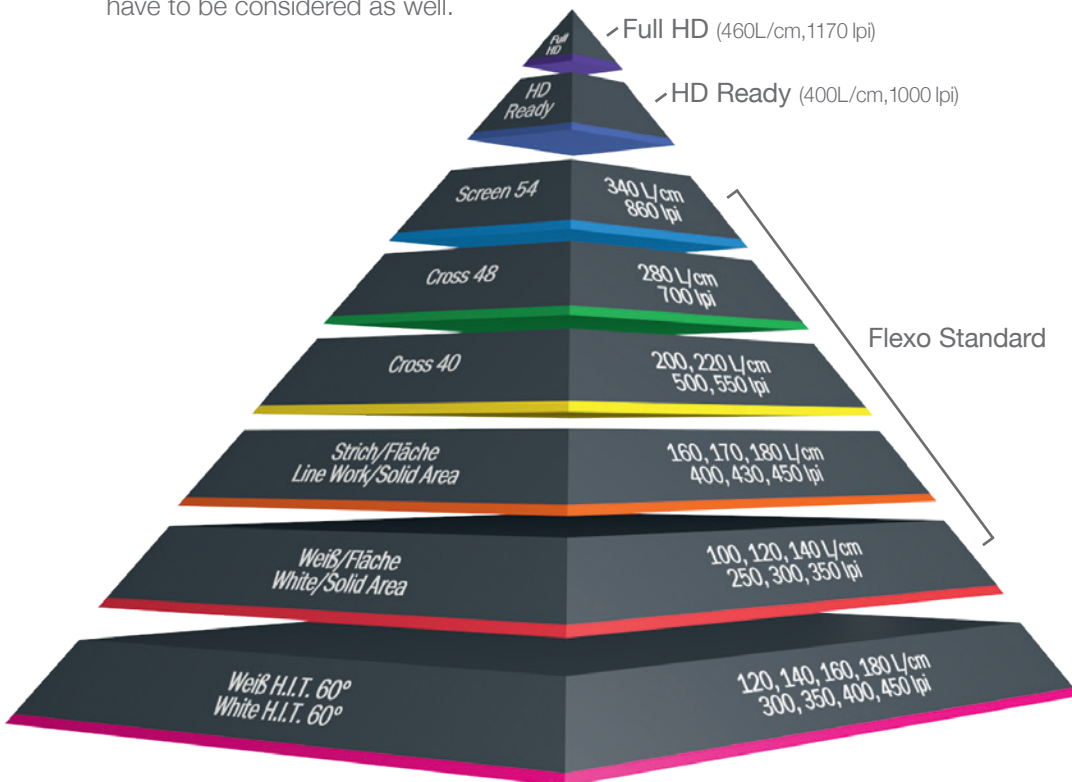 have to be considered as well.
Full HD (460L/cm,1170 lpi)
Full
HD
HD Ready (400L/cm,1000 lpi)
HD
Ready
Screen 54
340 L/cm
860 lpi
Cross 48
280 L/cm
700 lpi
Flexo Standard
Cross 40
200, 220 L/cm
500, 550 lpi
Strich/Fläche
Line Work/Solid Area
160, 170, 180 L/cm
400, 430, 450 lpi
Weiß/Fläche
White/Solid Area
100, 120, 140 L/cm
250, 300, 350 lpi
Weiß H.I.T. 60°
White H.I.T. 60°
120, 140, 160, 180 L/cm
300, 350, 400, 450 lpi